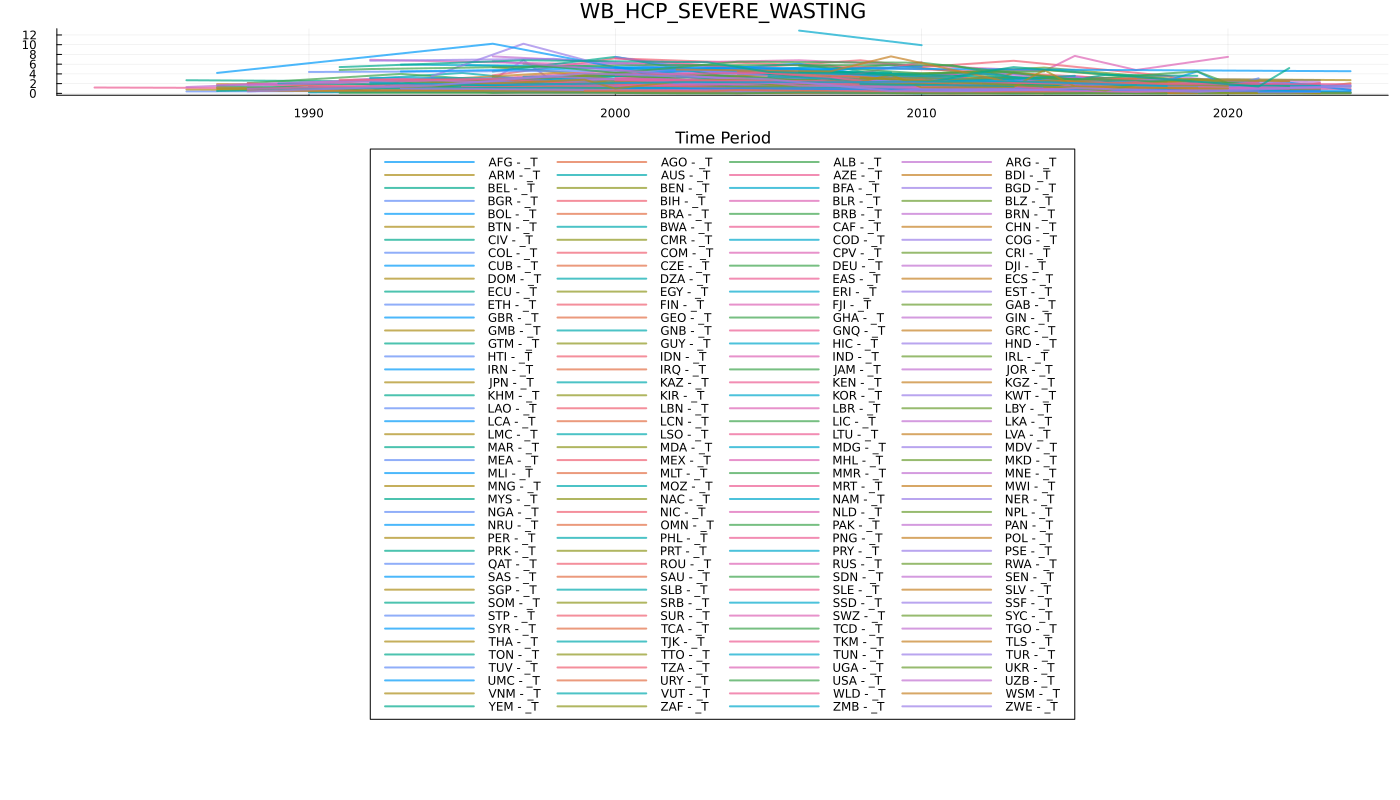 WB_HCP_SEVERE_WASTING
12
10
8
6
4
2
0
1990 2000 2010 2020
Time Period
AFG - _T AGO - _T ALB - _T ARG - _T
ARM - _T AUS - _T AZE - _T BDI - _T
BEL - _T BEN - _T BFA - _T BGD - _T
BGR - _T BIH - _T BLR - _T BLZ - _T
BOL - _T BRA - _T BRB - _T BRN - _T
BTN - _T BWA - _T CAF - _T CHN - _T
CIV - _T CMR - _T COD - _T COG - _T
COL - _T COM - _T CPV - _T CRI - _T
CUB - _T CZE - _T DEU - _T DJI - _T
DOM - _T DZA - _T EAS - _T ECS - _T
ECU - _T EGY - _T ERI - _T EST - _T
ETH - _T FIN - _T FJI - _T GAB - _T
GBR - _T GEO - _T GHA - _T GIN - _T
GMB - _T GNB - _T GNQ - _T GRC - _T
GTM - _T GUY - _T HIC - _T HND - _T
HTI - _T IDN - _T IND - _T IRL - _T
IRN - _T IRQ - _T JAM - _T JOR - _T
JPN - _T KAZ - _T KEN - _T KGZ - _T
KHM - _T KIR - _T KOR - _T KWT - _T
LAO - _T LBN - _T LBR - _T LBY - _T
LCA - _T LCN - _T LIC - _T LKA - _T
LMC - _T LSO - _T LTU - _T LVA - _T
MAR - _T MDA - _T MDG - _T MDV - _T
MEA - _T MEX - _T MHL - _T MKD - _T
MLI - _T MLT - _T MMR - _T MNE - _T
MNG - _T MOZ - _T MRT - _T MWI - _T
MYS - _T NAC - _T NAM - _T NER - _T
NGA - _T NIC - _T NLD - _T NPL - _T
NRU - _T OMN - _T PAK - _T PAN - _T
PER - _T PHL - _T PNG - _T POL - _T
PRK - _T PRT - _T PRY - _T PSE - _T
QAT - _T ROU - _T RUS - _T RWA - _T
SAS - _T SAU - _T SDN - _T SEN - _T
SGP - _T SLB - _T SLE - _T SLV - _T
SOM - _T SRB - _T SSD - _T SSF - _T
STP - _T SUR - _T SWZ - _T SYC - _T
SYR - _T TCA - _T TCD - _T TGO - _T
THA - _T TJK - _T TKM - _T TLS - _T
TON - _T TTO - _T TUN - _T TUR - _T
TUV - _T TZA - _T UGA - _T UKR - _T
UMC - _T URY - _T USA - _T UZB - _T
VNM - _T VUT - _T WLD - _T WSM - _T
YEM - _T ZAF - _T ZMB - _T ZWE - _T